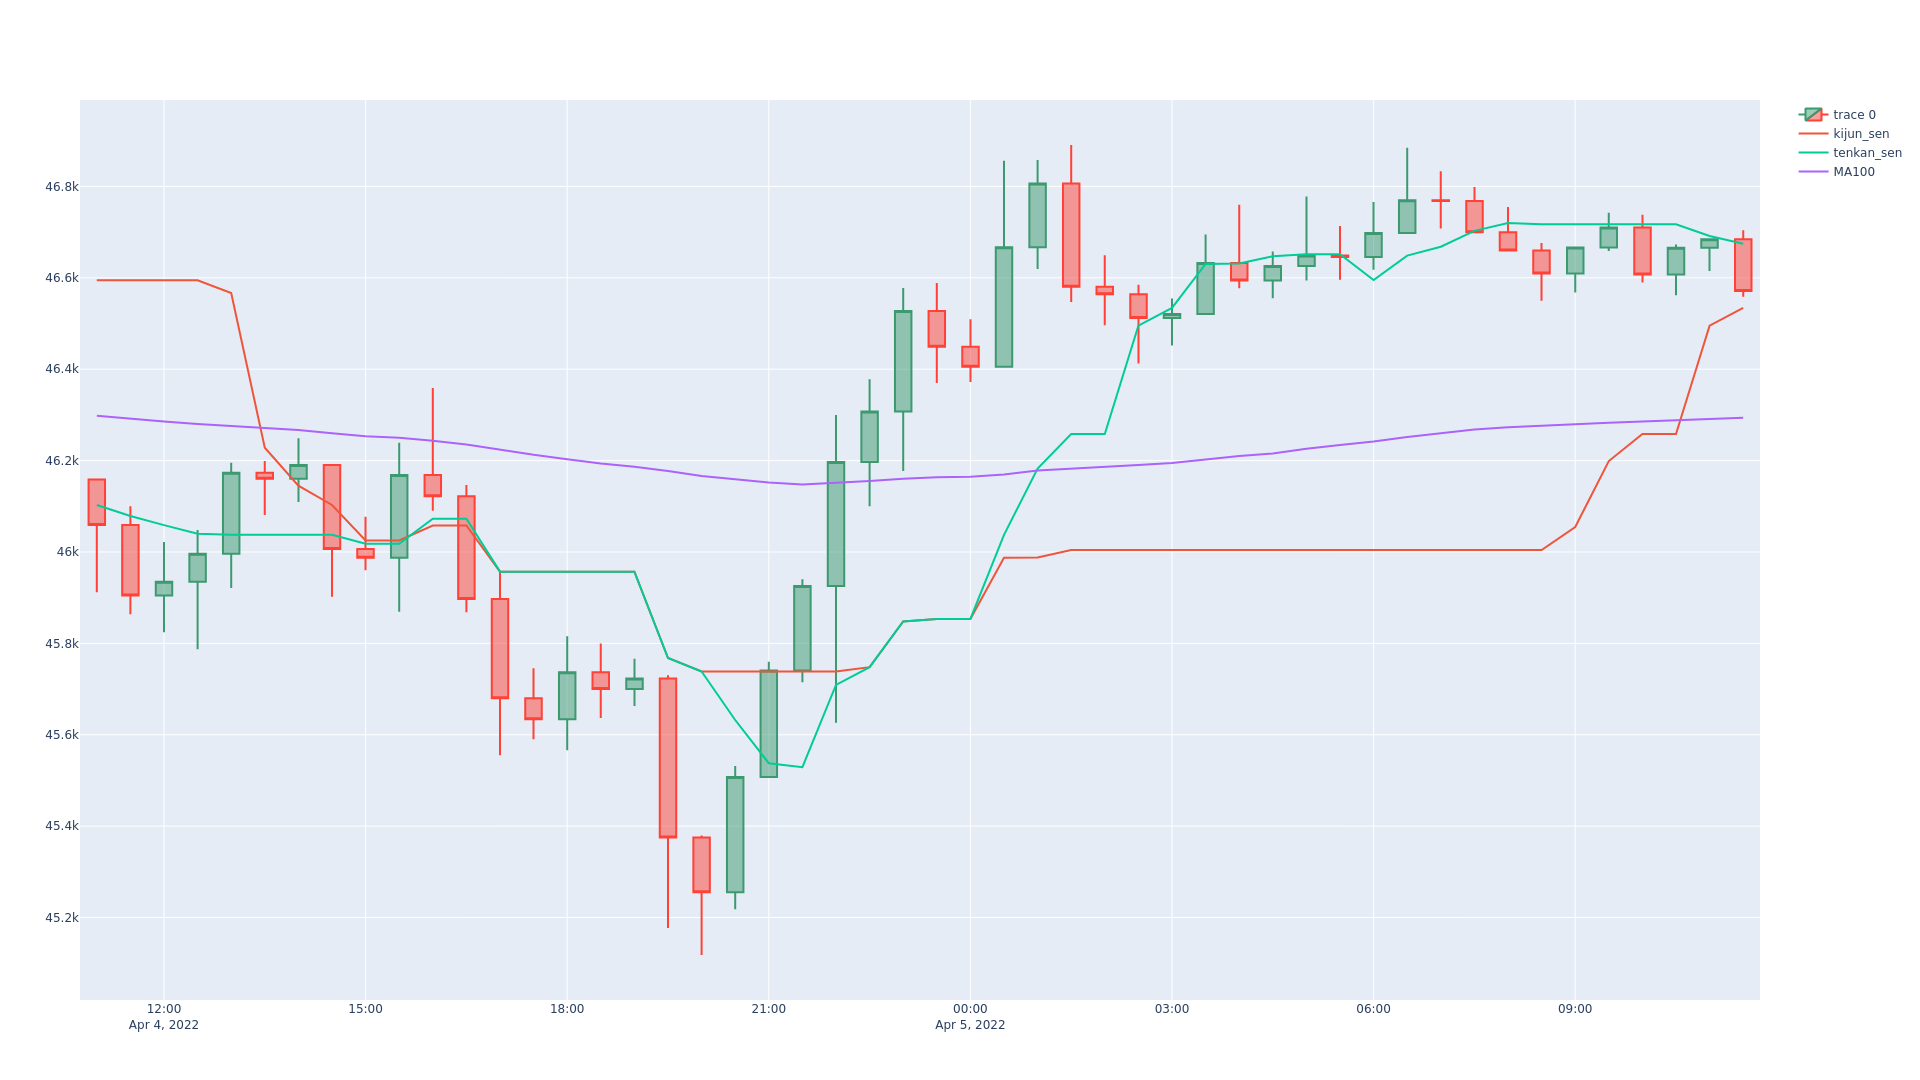 trace 0
kijun_sen
tenkan_sen
MA100
46.8k
46.6k
46.4k
46.2k
46k
45.8k
45.6k
45.4k
45.2k
12:00 15:00 18:00 21:00 00:00 03:00 06:00 09:00
Apr 4, 2022 Apr 5, 2022